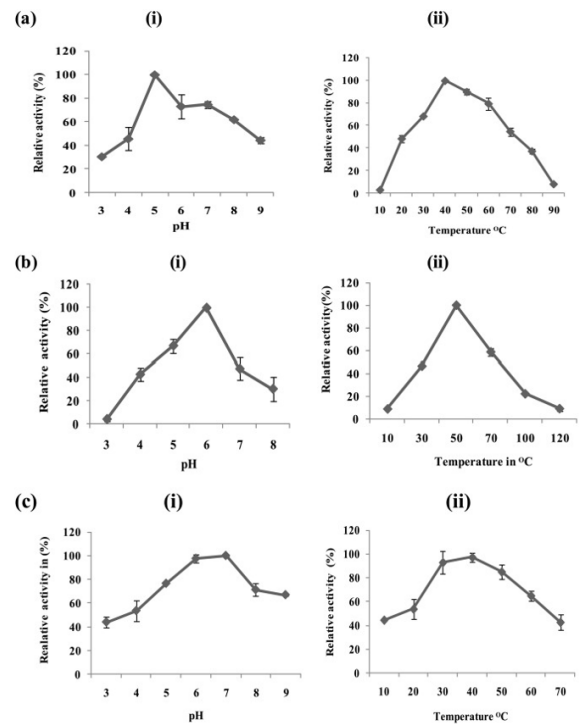 (a) (i) (ii)
Relative activity (%)
120
100
80
60
40
20
0
3 4 5 6 7 8 9
pH
Relative activity (%)
120
100
80
60
40
20
0
10 20 30 40 50 60 70 80 90
Temperature ᴼC
(b) (i) (ii)
Relative activity (%)
120
100
80
60
40
20
0
3 4 5 6 7 8
pH
Relative activity(%)
120
100
80
60
40
20
0
10 30 50 70 100 120
Temperature in ᴼC
(c) (i) (ii)
Realative activity in (%)
120
100
80
60
40
20
0
3 4 5 6 7 8 9
pH
Relative activity (%)
120
100
80
60
40
20
0
10 20 30 40 50 60 70
Temperature ᴼC